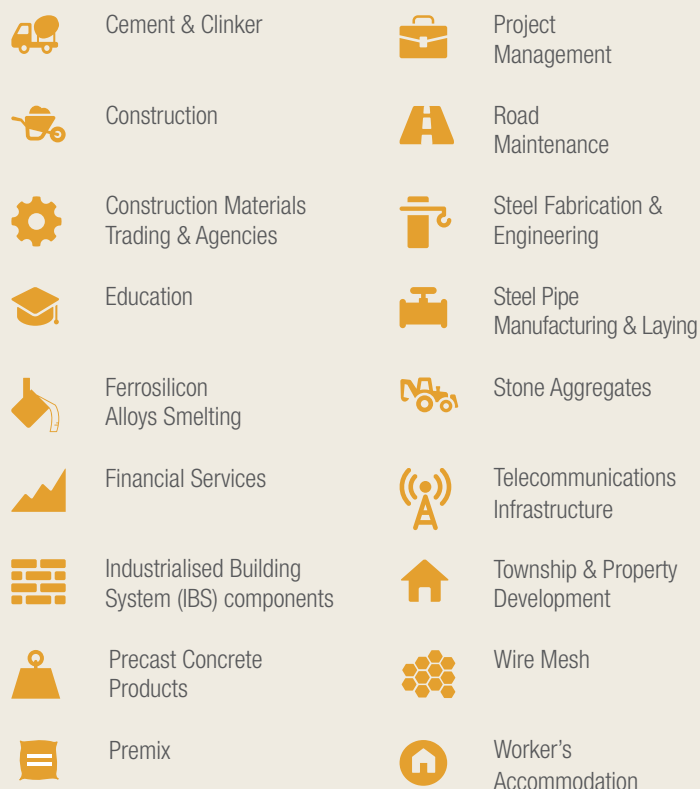 Cement & Clinker
Construction
Construction Materials
Trading & Agencies
Education
Ferrosilicon
Alloys Smelting
Financial Services
Industrialised Building
System (IBS) components
Precast Concrete
Products
Premix
Project
Management
Road
Maintenance
Steel Fabrication &
Engineering
Steel Pipe
Manufacturing & Laying
Stone Aggregates
Telecommunications
Infrastructure
Township & Property
Development
Wire Mesh
Worker's
Accommodation